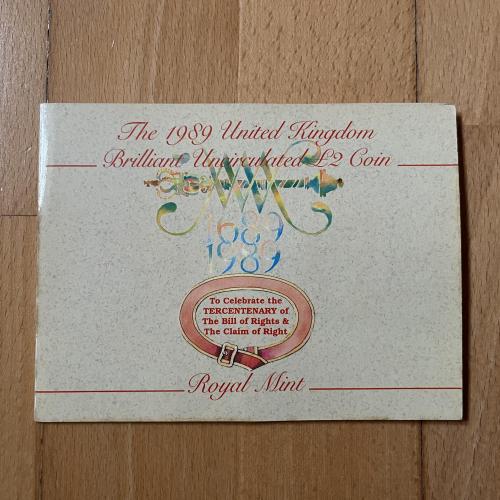 The 1989 United Kingdom
Brilliant Uncirculated £2 Coin
1689
1989
To Celebrate the
TERCENTENARY of
The Bill of Rights &
The Claim of Right
Royal Mint